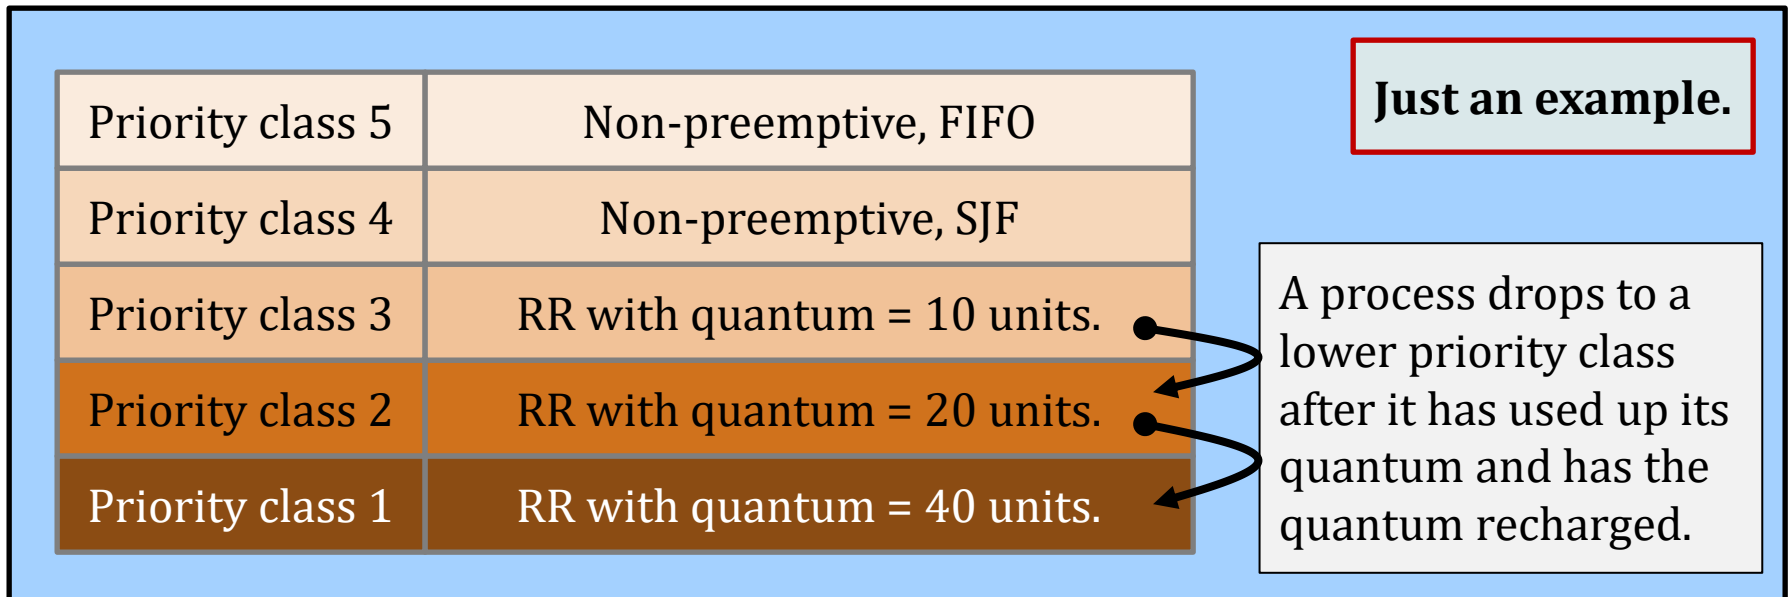 Just an example.
Priority class 5 Non-preemptive, FIFO
Priority class 4 Non-preemptive, SJF
Priority class 3 RR with quantum = 10 units.
Priority class 2 RR with quantum = 20 units.
Priority class 1 RR with quantum = 40 units.
A process drops to a
lower priority class
after it has used up its
quantum and has the
quantum recharged.